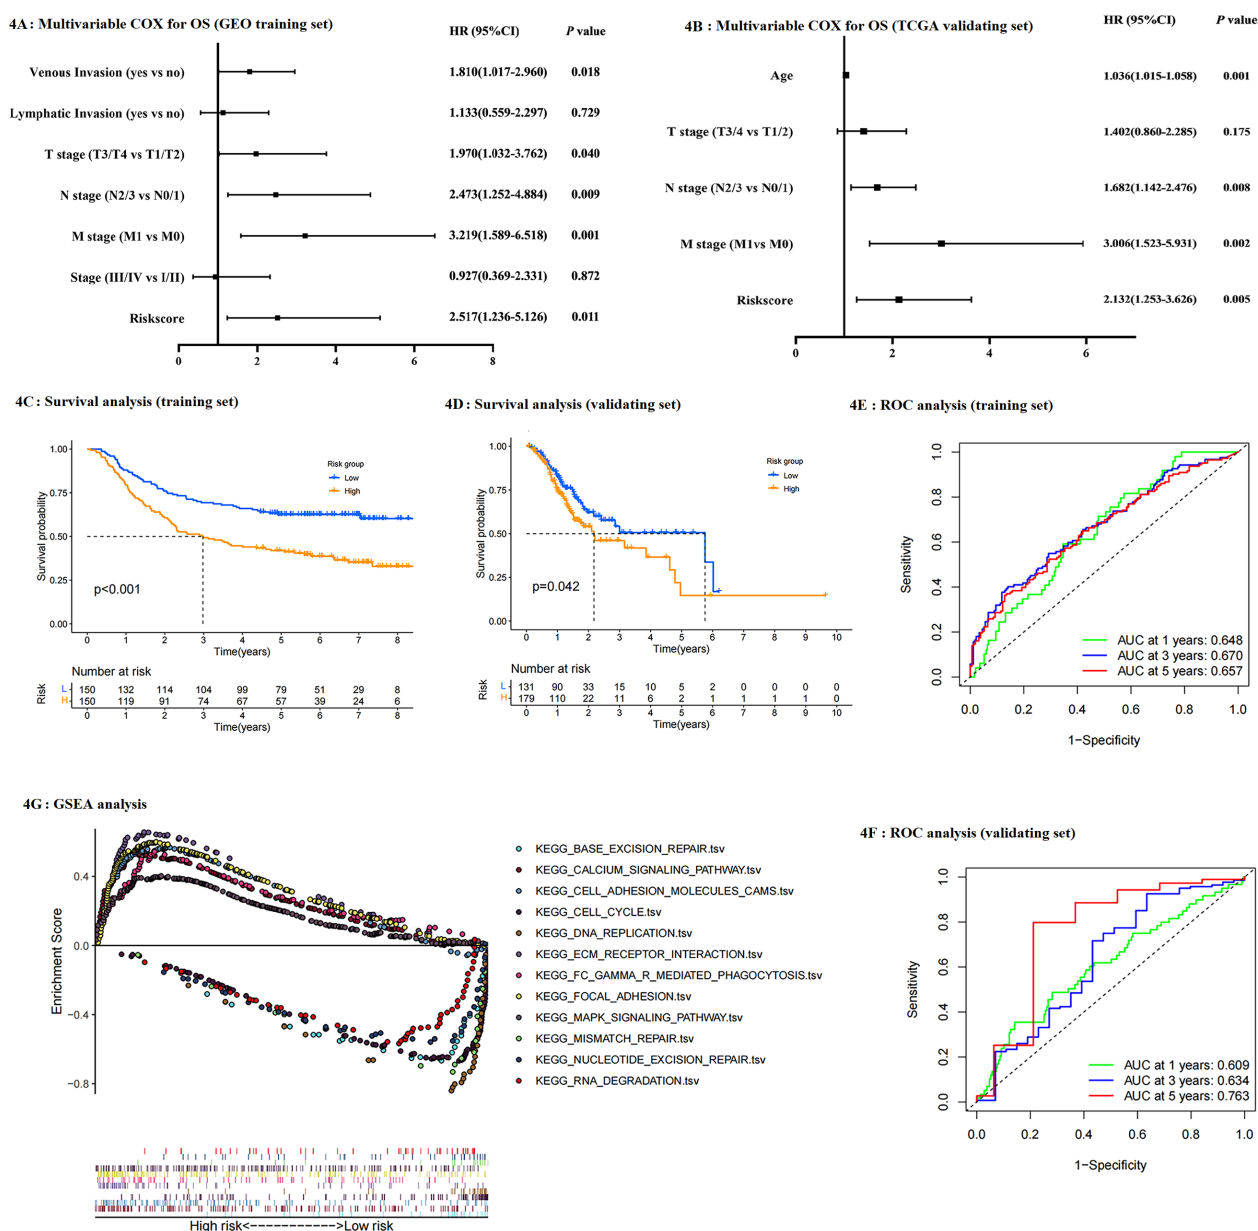 4A : Multivariable COX for OS (GEO training set)
HR (95%CI) P value
Venous Invasion (yes vs no) 1.810(1.017-2.960) 0.018
Lymphatic Invasion (yes vs no) 1.133(0.559-2.297) 0.729
T stage (T3/T4 vs T1/T2) 1.970(1.032-3.762) 0.040
N stage (N2/3 vs N0/1) 2.473(1.252-4.884) 0.009
M stage (M1 vs M0) 3.219(1.589-6.518) 0.001
Stage (III/IV vs I/II) 0.927(0.369-2.331) 0.872
Riskscore 2.517(1.236-5.126) 0.011
0 2 4 6 8
4B : Multivariable COX for OS (TCGA validating set)
HR (95%CI) P value
Age 1.036(1.015-1.058) 0.001
T stage (T3/4 vs T1/2) 1.402(0.860-2.285) 0.175
N stage (N2/3 vs N0/1) 1.682(1.142-2.476) 0.008
M stage (M1vs M0) 3.006(1.523-5.931) 0.002
Riskscore 2.132(1.253-3.626) 0.005
0 2 4 6
4C : Survival analysis (training set)
Survival probability
1.00
0.75
0.50
0.25
0.00
Risk group
Low
High
p<0.001
0 1 2 3 4 5 6 7 8
Time(years)
Number at risk
Risk
L 150 132 114 104 99 79 51 29 8
H 150 119 91 74 67 57 39 24 6
0 1 2 3 4 5 6 7 8
Time(years)
4D : Survival analysis (validating set)
Survival probability
1.00
0.75
0.50
0.25
0.00
Risk group
Low
High
p=0.042
0 1 2 3 4 5 6 7 8 9 10
Time(years)
Number at risk
Risk
L 131 90 33 15 10 5 2 0 0 0 0
H 179 110 22 11 6 2 1 1 1 1 0
0 1 2 3 4 5 6 7 8 9 10
Time(years)
4E : ROC analysis (training set)
Sensitivity
1.0
0.8
0.6
0.4
0.2
0.0
AUC at 1 years: 0.648
AUC at 3 years: 0.670
AUC at 5 years: 0.657
0.0 0.2 0.4 0.6 0.8 1.0
1−Specificity
4G : GSEA analysis
Enrichment Score
0.4
0.0
−0.4
−0.8
KEGG_BASE_EXCISION_REPAIR.tsv
KEGG_CALCIUM_SIGNALING_PATHWAY.tsv
KEGG_CELL_ADHESION_MOLECULES_CAMS.tsv
KEGG_CELL_CYCLE.tsv
KEGG_DNA_REPLICATION.tsv
KEGG_ECM_RECEPTOR_INTERACTION.tsv
KEGG_FC_GAMMA_R_MEDIATED_PHAGOCYTOSIS.tsv
KEGG_FOCAL_ADHESION.tsv
KEGG_MAPK_SIGNALING_PATHWAY.tsv
KEGG_MISMATCH_REPAIR.tsv
KEGG_NUCLEOTIDE_EXCISION_REPAIR.tsv
KEGG_RNA_DEGRADATION.tsv
High risk<------------->Low risk
4F : ROC analysis (validating set)
Sensitivity
1.0
0.8
0.6
0.4
0.2
0.0
AUC at 1 years: 0.609
AUC at 3 years: 0.634
AUC at 5 years: 0.763
0.0 0.2 0.4 0.6 0.8 1.0
1−Specificity